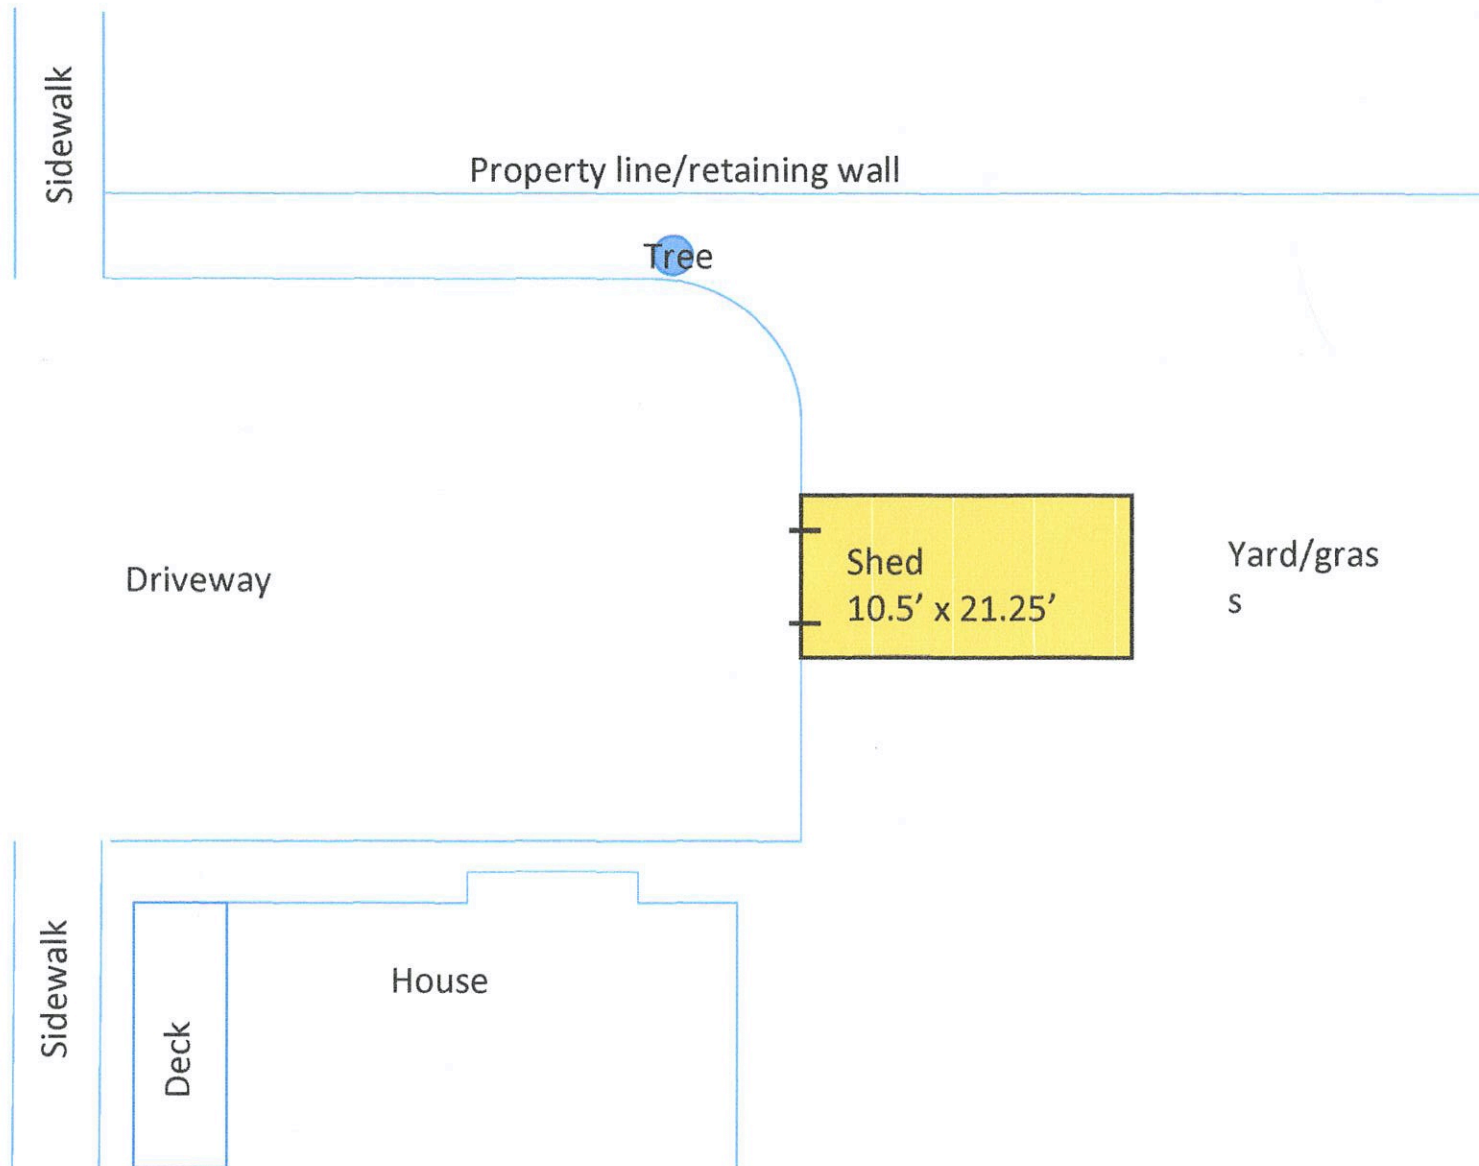 Sidewalk
Property line/retaining wall
Tree
Driveway
Shed
10.5’ x 21.25’
Yard/gras
s
Sidewalk
Deck
House